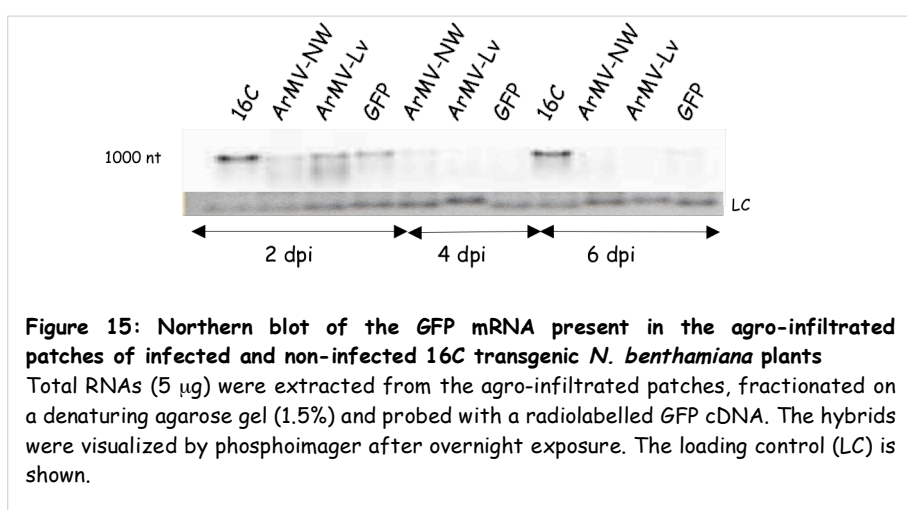 16C ArMV-NW ArMV-Lv GFP ArMV-NW ArMV-Lv GFP 16C ArMV-NW ArMV-Lv GFP
1000 nt
LC
2 dpi 4 dpi 6 dpi
Figure 15: Northern blot of the GFP mRNA present in the agro-infiltrated
patches of infected and non-infected 16C transgenic N. benthamiana plants
Total RNAs (5 μg) were extracted from the agro-infiltrated patches, fractionated on
a denaturing agarose gel (1.5%) and probed with a radiolabelled GFP cDNA. The hybrids
were visualized by phosphoimager after overnight exposure. The loading control (LC) is
shown.